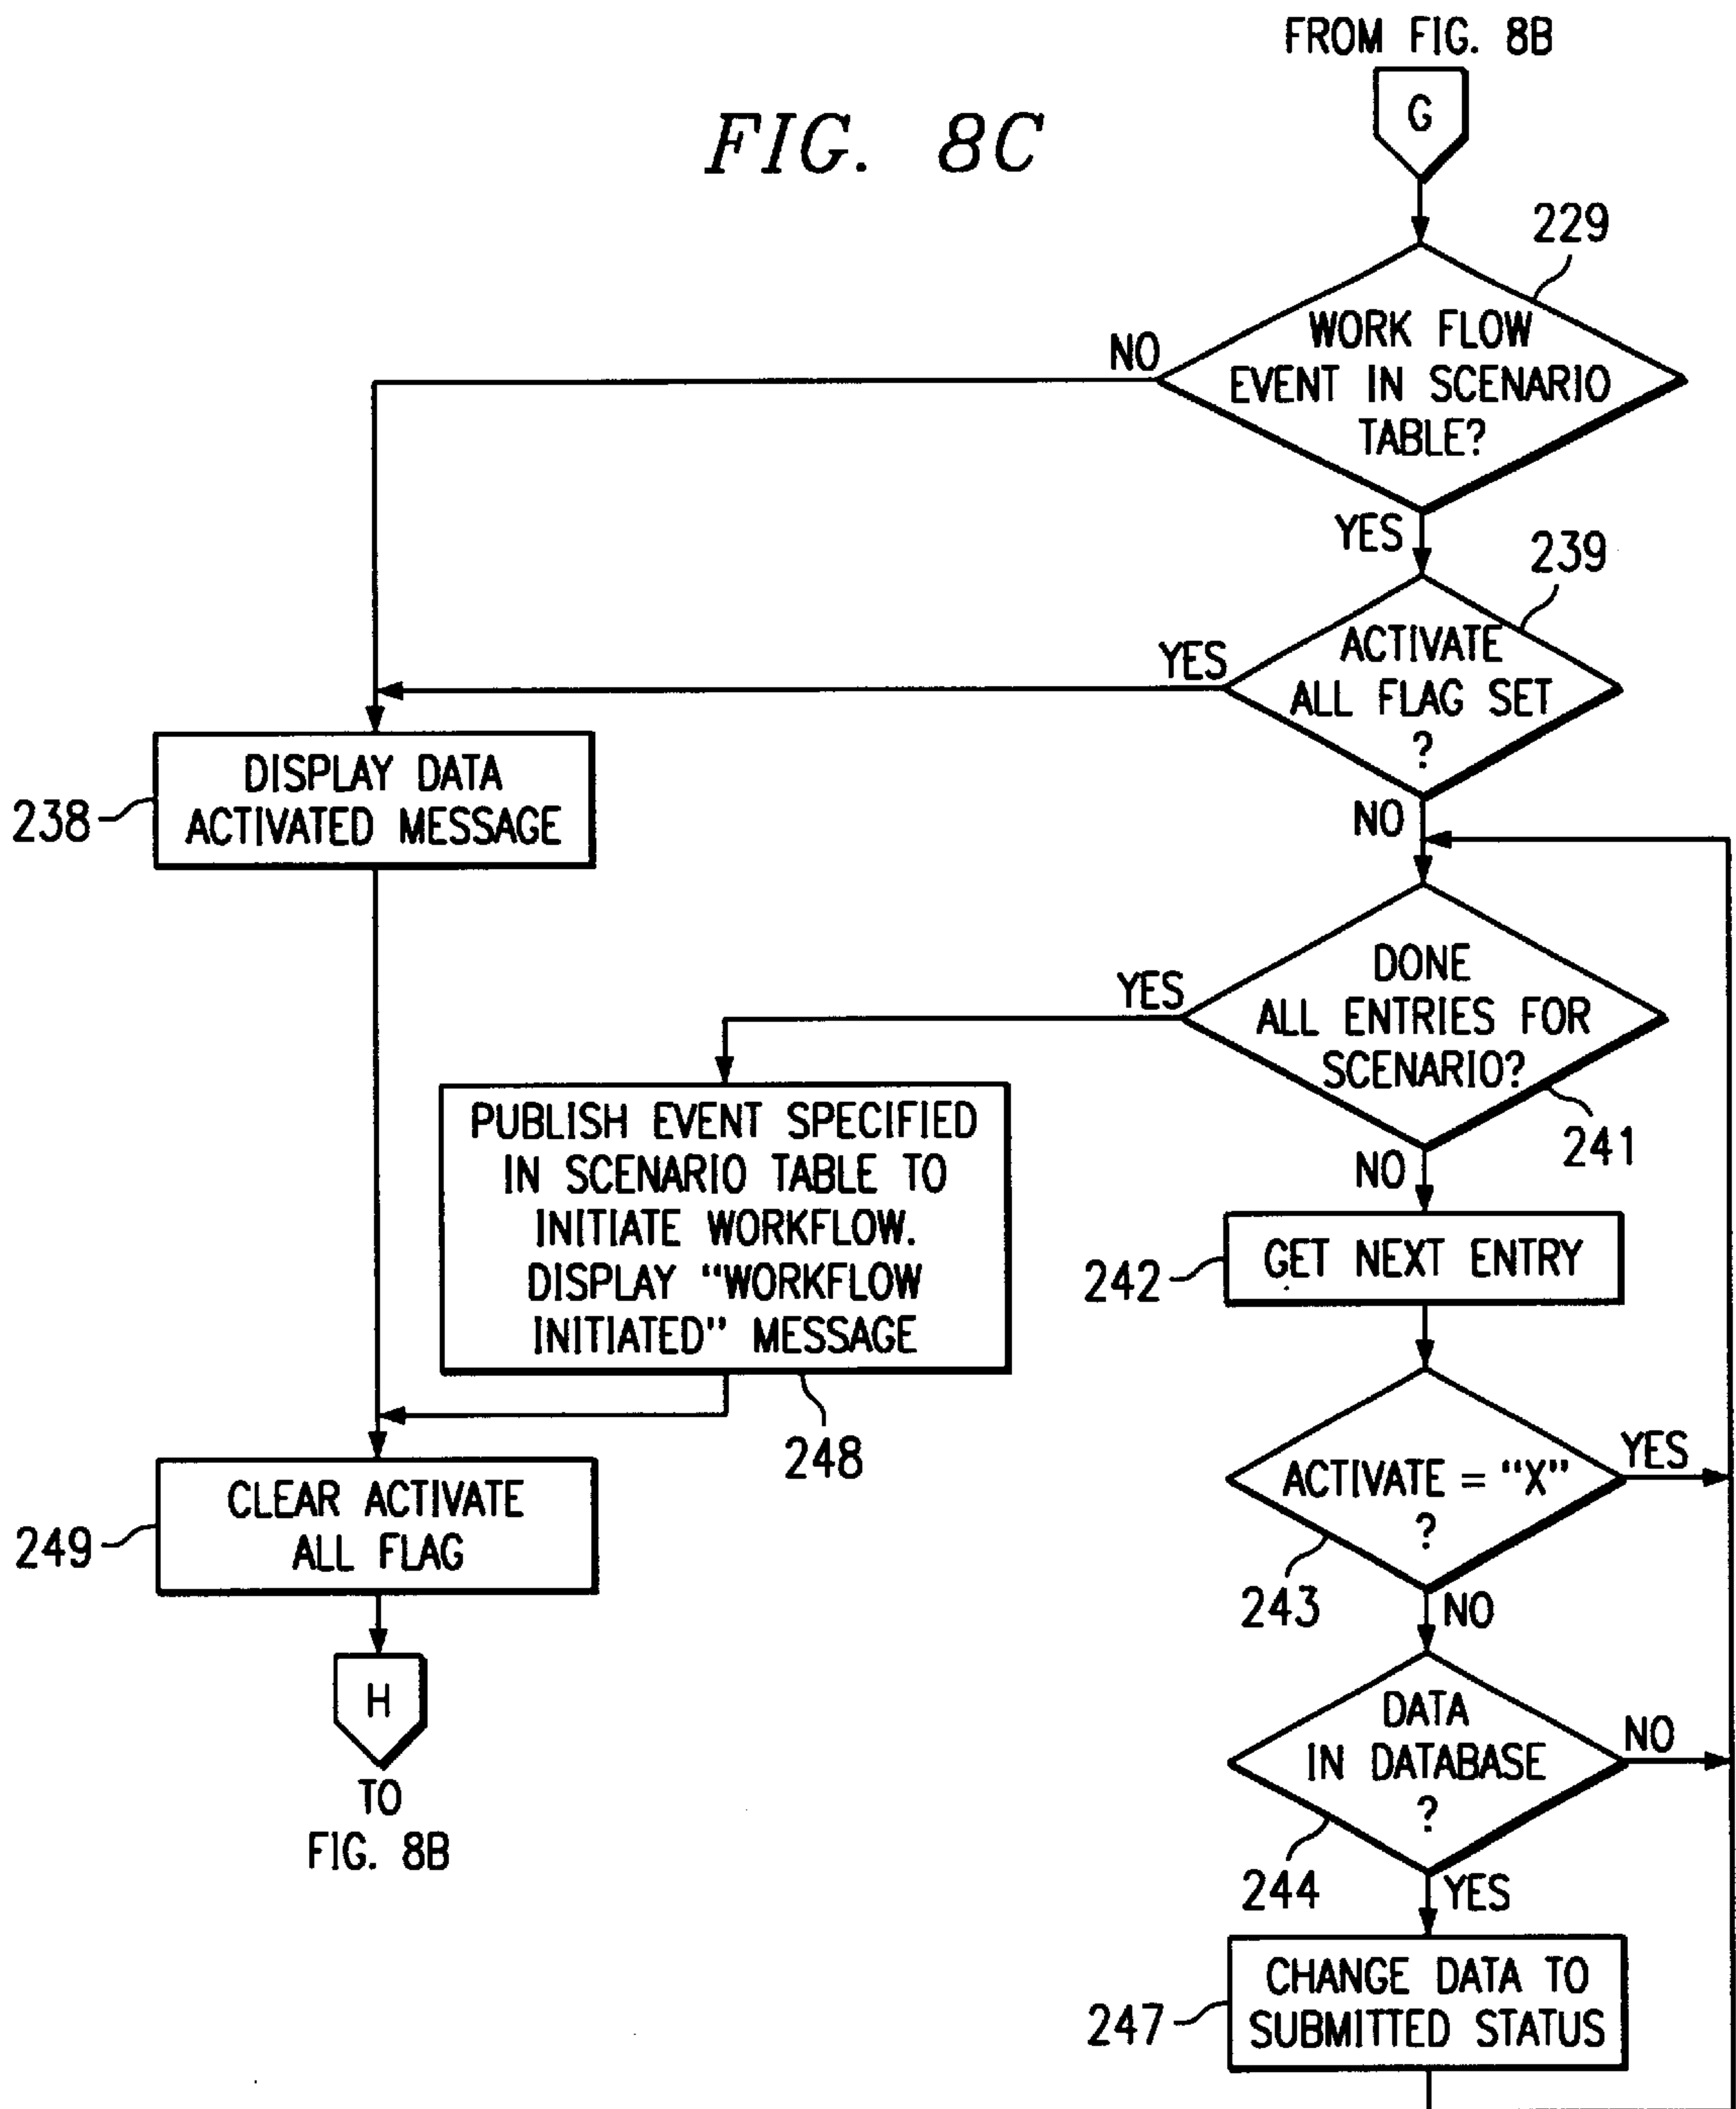 FROM FIG. 8B
G
FIG. 8C
229
WORK FLOW
EVENT IN SCENARIO
TABLE?
NO
YES
239
ACTIVATE
ALL FLAG SET
?
YES
NO
DISPLAY DATA
ACTIVATED MESSAGE
238
DONE
ALL ENTRIES FOR
SCENARIO?
YES
241
NO
PUBLISH EVENT SPECIFIED
IN SCENARIO TABLE TO
INITIATE WORKFLOW.
DISPLAY "WORKFLOW
INITIATED" MESSAGE
248
242
GET NEXT ENTRY
ACTIVATE = "X"
?
YES
243
NO
CLEAR ACTIVATE
ALL FLAG
249
H
TO
FIG. 8B
DATA
IN DATABASE
?
NO
244
YES
CHANGE DATA TO
SUBMITTED STATUS
247